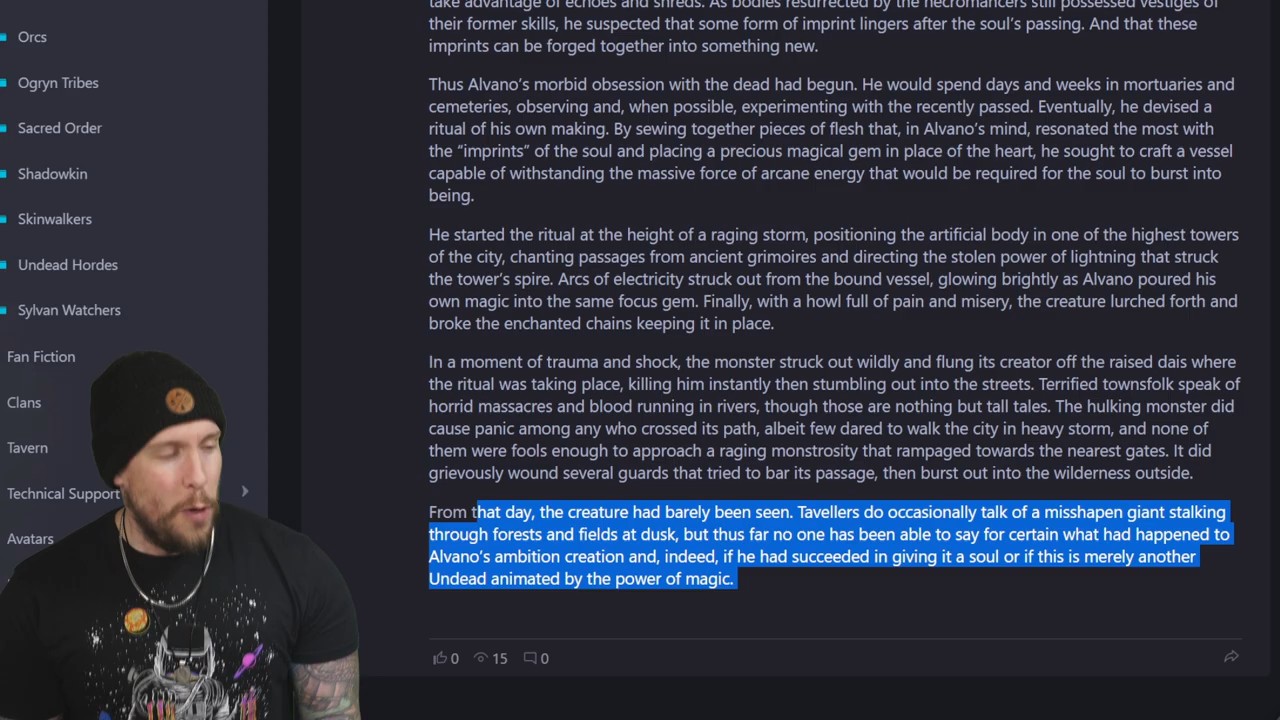 take advantage of echoes and shreds. As bodies resurrected by the necromancers still possessed vestiges of
their former skills, he suspected that some form of imprint lingers after the soul's passing. And that these
imprints can be forged together into something new.
Thus Alvano's morbid obsession with the dead had begun. He would spend days and weeks in mortuaries and
cemeteries, observing and, when possible, experimenting with the recently passed. Eventually, he devised a
ritual of his own making. By sewing together pieces of flesh that, in Alvano's mind, resonated the most with
the “imprints” of the soul and placing a precious magical gem in place of the heart, he sought to craft a vessel
capable of withstanding the massive force of arcane energy that would be required for the soul to burst into
being.
He started the ritual at the height of a raging storm, positioning the artificial body in one of the highest towers
of the city, chanting passages from ancient grimoires and directing the stolen power of lightning that struck
the tower's spire. Arcs of electricity struck out from the bound vessel, glowing brightly as Alvano poured his
own magic into the same focus gem. Finally, with a howl full of pain and misery, the creature lurched forth and
broke the enchanted chains keeping it in place.
In a moment of trauma and shock, the monster struck out wildly and flung its creator off the raised dais where
the ritual was taking place, killing him instantly then stumbling out into the streets. Terrified townsfolk speak of
horrid massacres and blood running in rivers, though those are nothing but tall tales. The hulking monster did
cause panic among any who crossed its path, albeit few dared to walk the city in heavy storm, and none of
them were fools enough to approach a raging monstrosity that rampaged towards the nearest gates. It did
grievously wound several guards that tried to bar its passage, then burst out into the wilderness outside.
From that day, the creature had barely been seen. Tavellers do occasionally talk of a misshapen giant stalking
through forests and fields at dusk, but thus far no one has been able to say for certain what had happened to
Alvano's ambition creation and, indeed, if he had succeeded in giving it a soul or if this is merely another
Undead animated by the power of magic.
0 15 0
Orcs
Ogryn Tribes
Sacred Order
Shadowkin
Skinwalkers
Undead Hordes
Sylvan Watchers
Fan Fiction
Clans
Tavern
Technical Support
Avatars